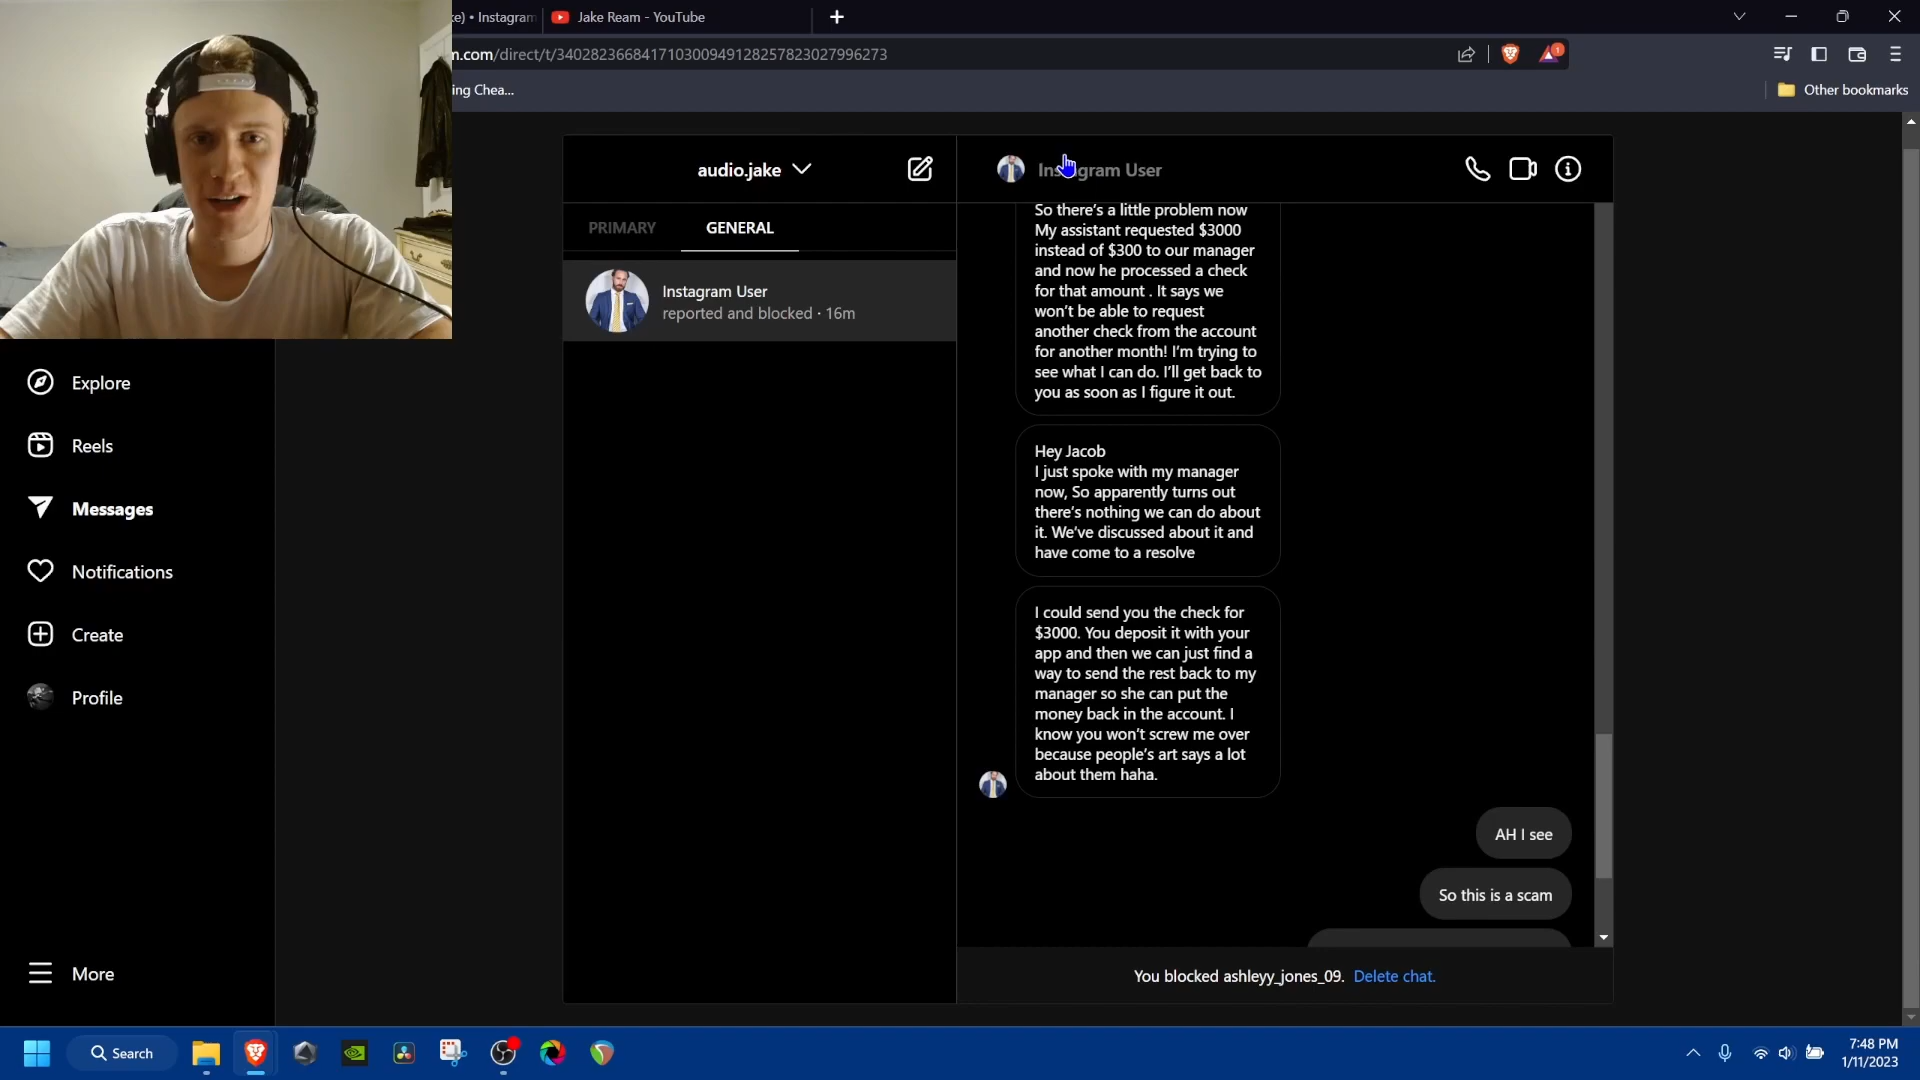 ke) • Instagram
Jake Ream - YouTube
m.com/direct/t/340282366841710300949128257823027996273
1
ing Chea...
Other bookmarks
audio.jake
Instagram User
PRIMARY
GENERAL
Instagram User
reported and blocked · 16m
So there's a little problem now
My assistant requested $3000
instead of $300 to our manager
and now he processed a check
for that amount . It says we
won't be able to request
another check from the account
for another month! I'm trying to
see what I can do. I'll get back to
you as soon as I figure it out.
Hey Jacob
I just spoke with my manager
now, So apparently turns out
there's nothing we can do about
it. We've discussed about it and
have come to a resolve
I could send you the check for
$3000. You deposit it with your
app and then we can just find a
way to send the rest back to my
manager so she can put the
money back in the account. I
know you won't screw me over
because people's art says a lot
about them haha.
AH I see
So this is a scam
You blocked ashleyy_jones_09. Delete chat.
Explore
Reels
Messages
Notifications
Create
Profile
More
Search
7:48 PM
1/11/2023